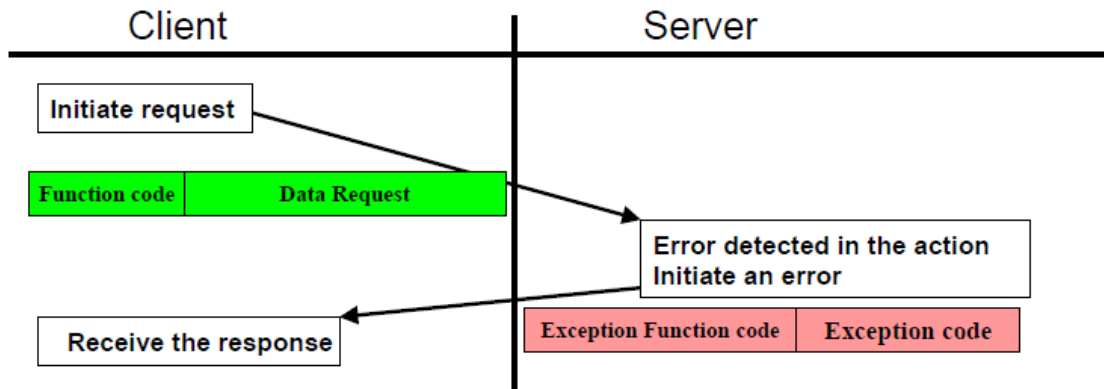 Client
Server
Initiate request
Function code
Data Request
Error detected in the action
Initiate an error
Receive the response
Exception Function code
Exception code